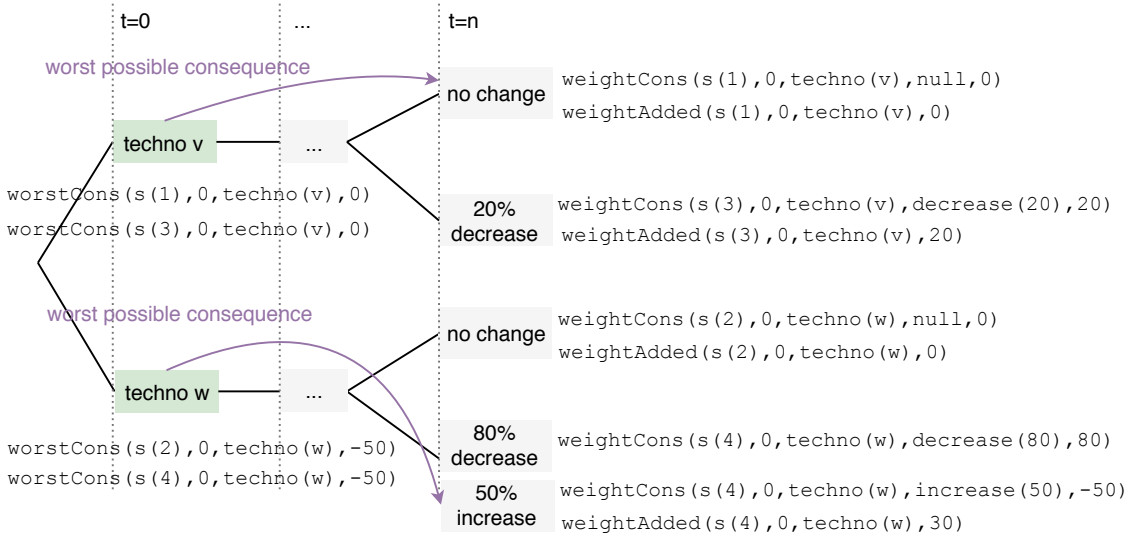 t=0
...
t=n
worst possible consequence
no change
weightCons(s(1),0,techno(v),null,0)
weightAdded(s(1),0,techno(v),0)
techno v
...
worstCons(s(1),0,techno(v),0)
worstCons(s(3),0,techno(v),0)
20%
decrease
weightCons(s(3),0,techno(v),decrease(20),20)
weightAdded(s(3),0,techno(v),20)
worst possible consequence
no change
weightCons(s(2),0,techno(w),null,0)
weightAdded(s(2),0,techno(w),0)
techno w
...
worstCons(s(2),0,techno(w),-50)
worstCons(s(4),0,techno(w),-50)
80%
decrease
weightCons(s(4),0,techno(w),decrease(80),80)
50%
increase
weightCons(s(4),0,techno(w),increase(50),-50)
weightAdded(s(4),0,techno(w),30)